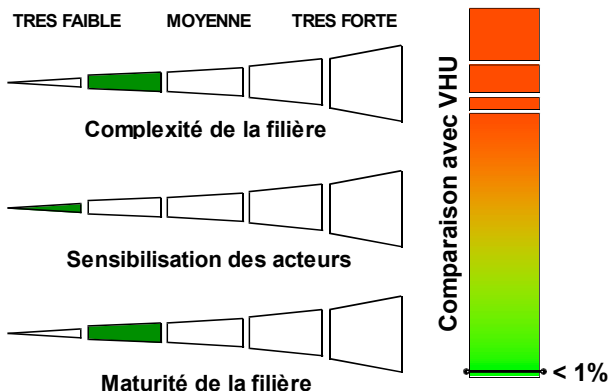 TRES FAIBLE MOYENNE TRES FORTE
Complexité de la filière
Sensibilisation des acteurs
Maturité de la filière
Comparaison avec VHU
< 1%